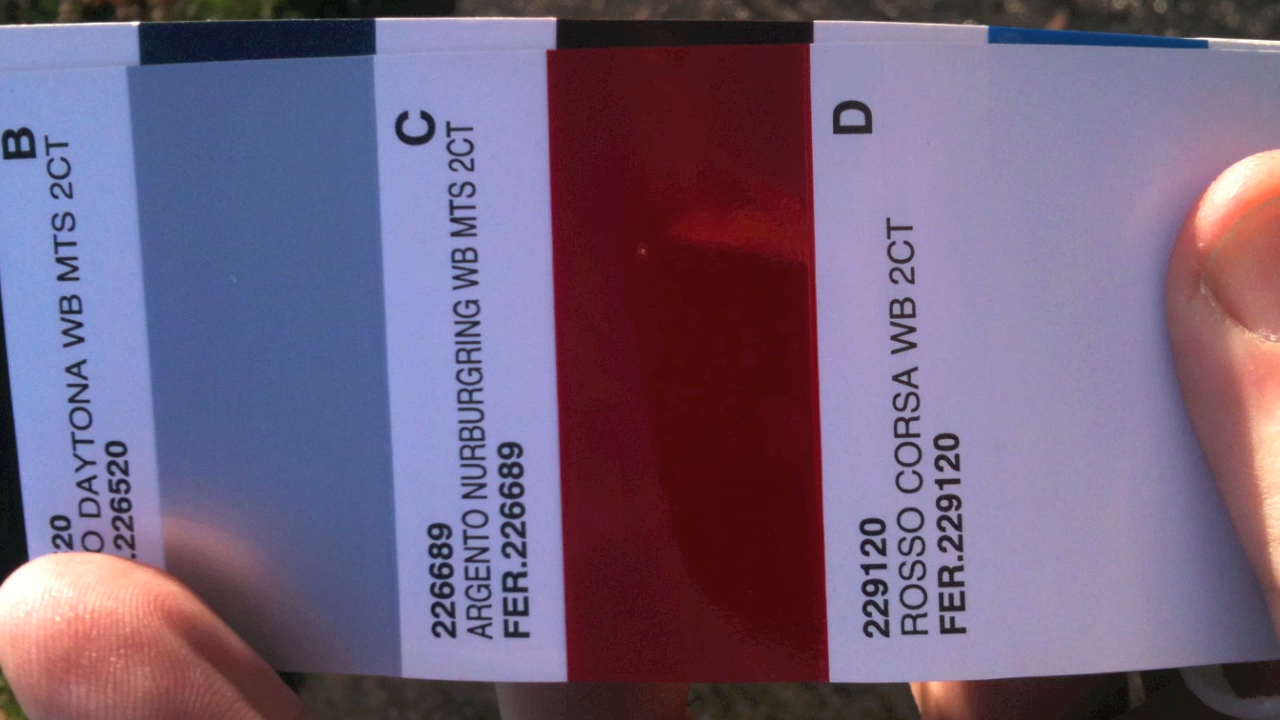 B
20
O DAYTONA WB MTS 2CT
.226520
C
226689
ARGENTO NURBURGRING WB MTS 2CT
FER.226689
D
229120
ROSSO CORSA WB 2CT
FER.229120